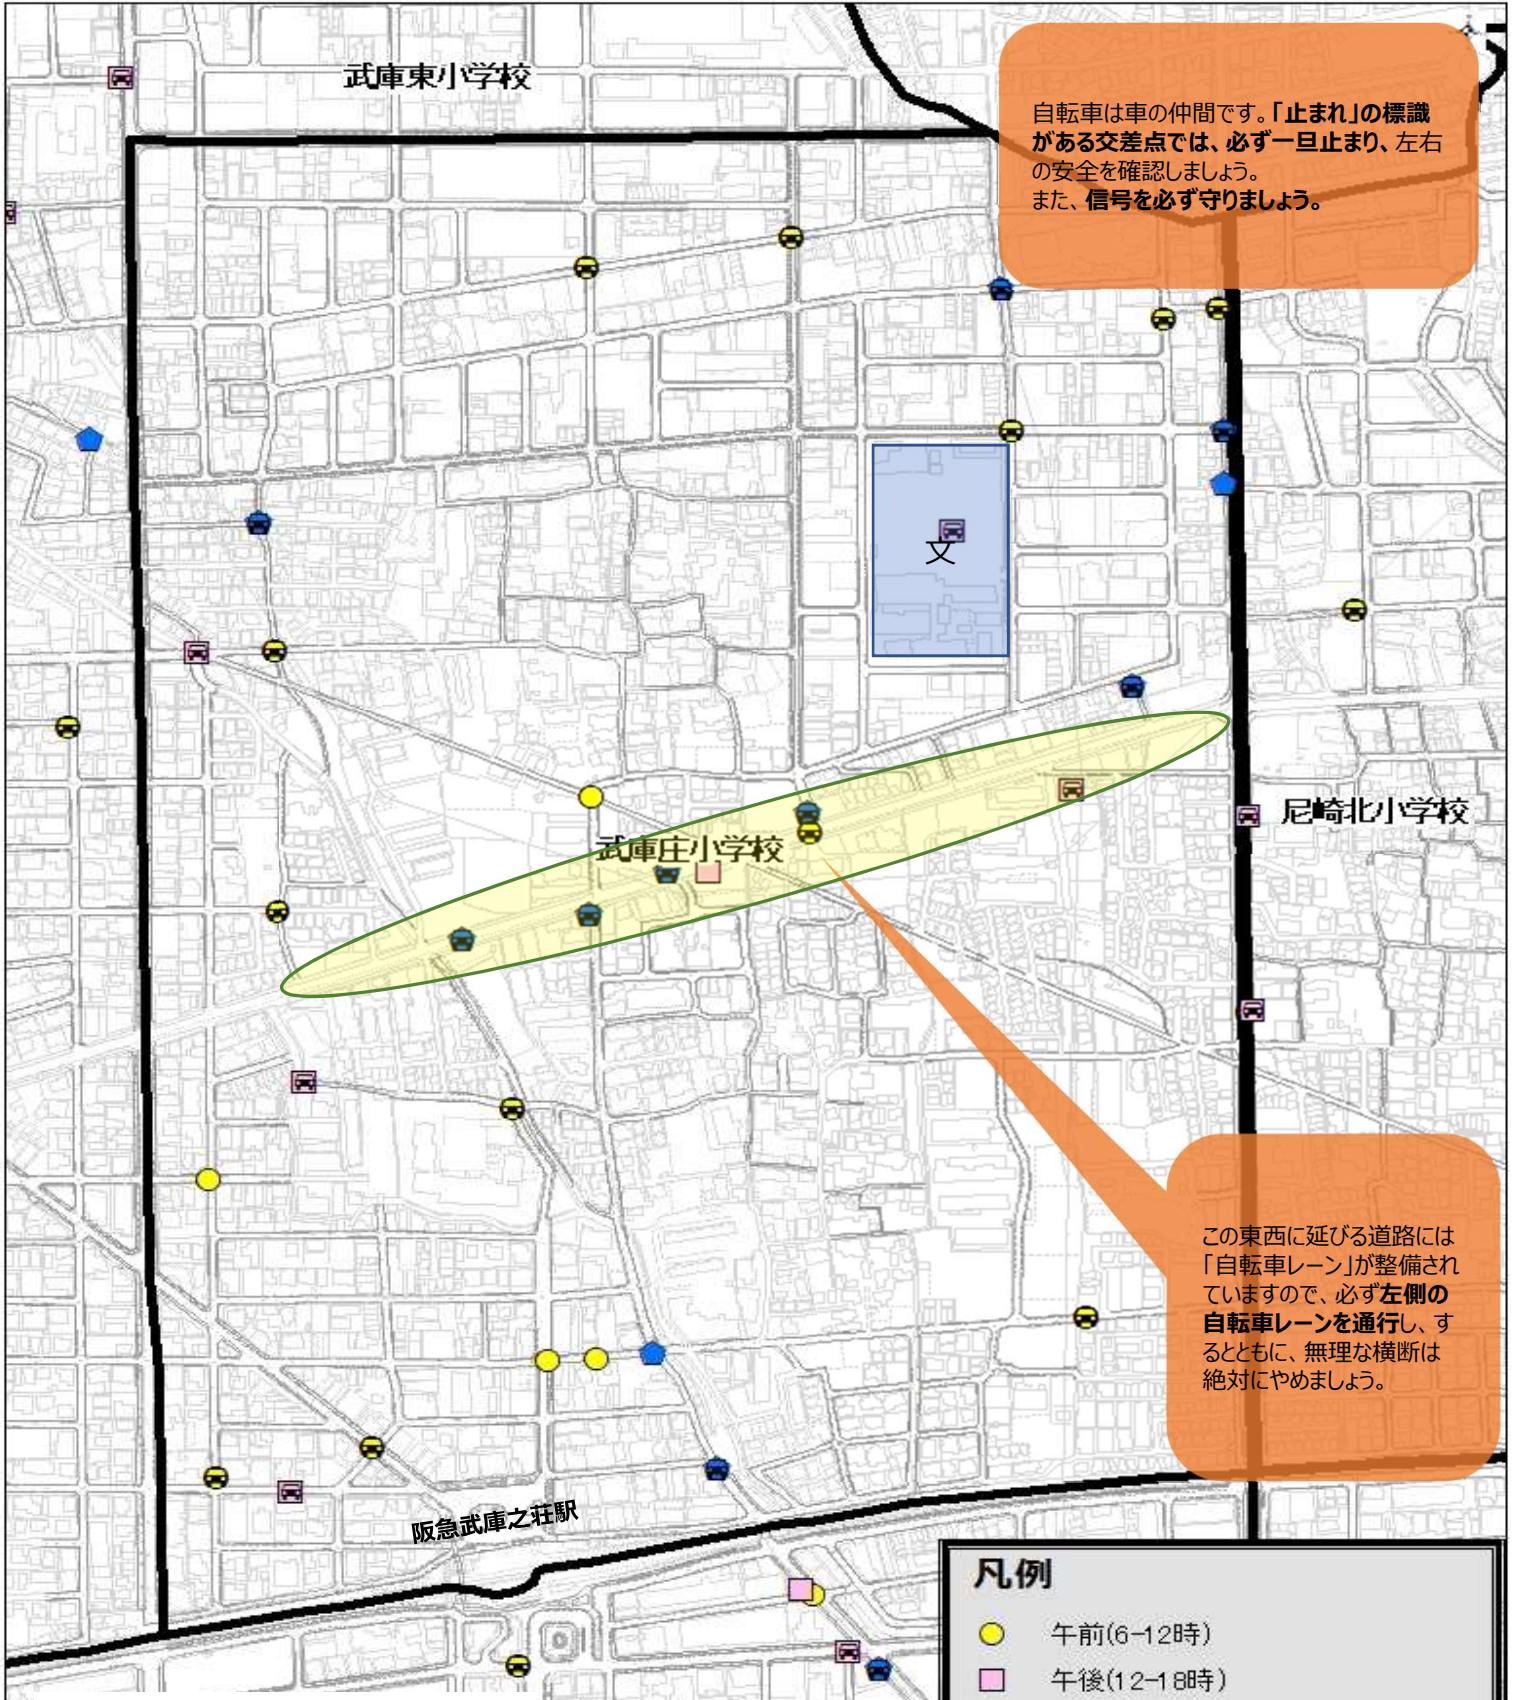 武庫東小学校
自転車は車の仲間です。「止まれ」の標識
がある交差点では、必ず一旦止まり、左右
の安全を確認しましょう。
また、信号を必ず守りましょう。
文
尼崎北小学校
武庫庄小学校
この東西に延びる道路には
「自転車レーン」が整備され
ていますので、必ず左側の
自転車レーンを通行し、す
るとともに、無理な横断は
絶対にやめましょう。
阪急武庫之荘駅
凡例
午前(6-12時)
午後(12-18時)